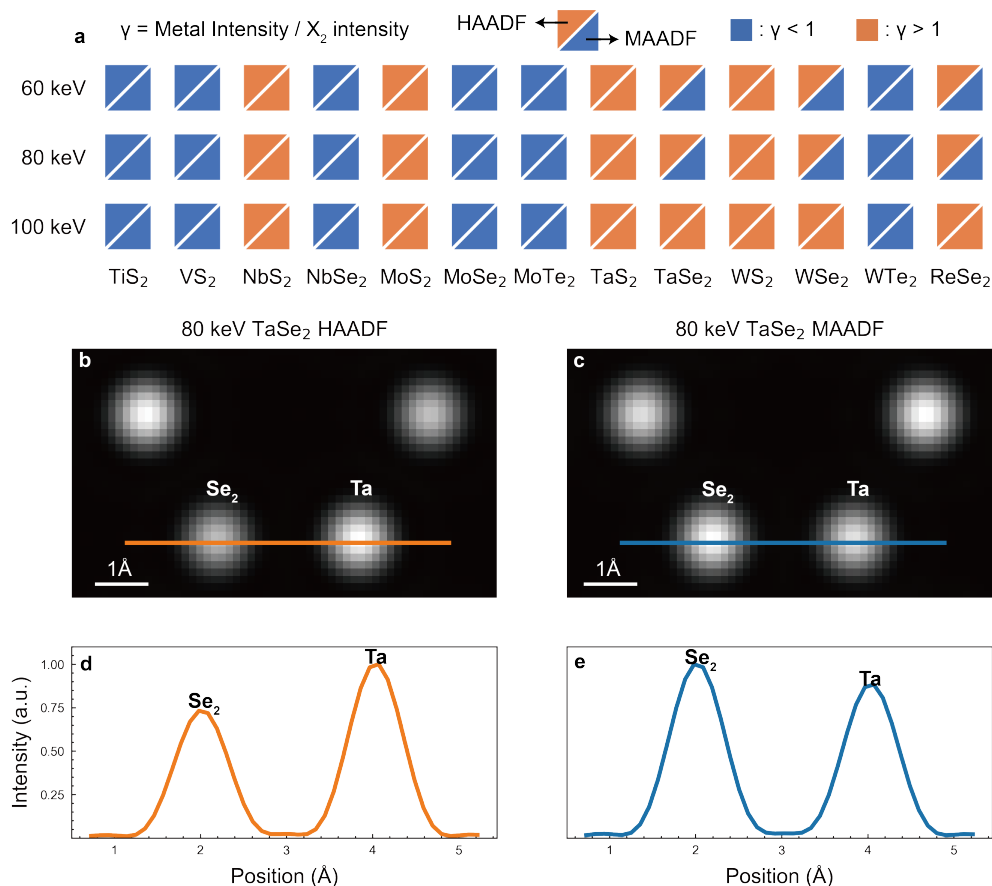 a γ = Metal Intensity / X₂ intensity HAADF MAADF : γ < 1 : γ > 1
60 keV
80 keV
100 keV
TiS₂ VS₂ NbS₂ NbSe₂ MoS₂ MoSe₂ MoTe₂ TaS₂ TaSe₂ WS₂ WSe₂ WTe₂ ReSe₂
80 keV TaSe₂ HAADF
b
Se₂ Ta
1Å
80 keV TaSe₂ MAADF
c
Se₂ Ta
1Å
d
Intensity (a.u.)
1.00
0.75
0.50
0.25
Se₂ Ta
1 2 3 4 5
Position (Å)
e
Se₂ Ta
1 2 3 4 5
Position (Å)